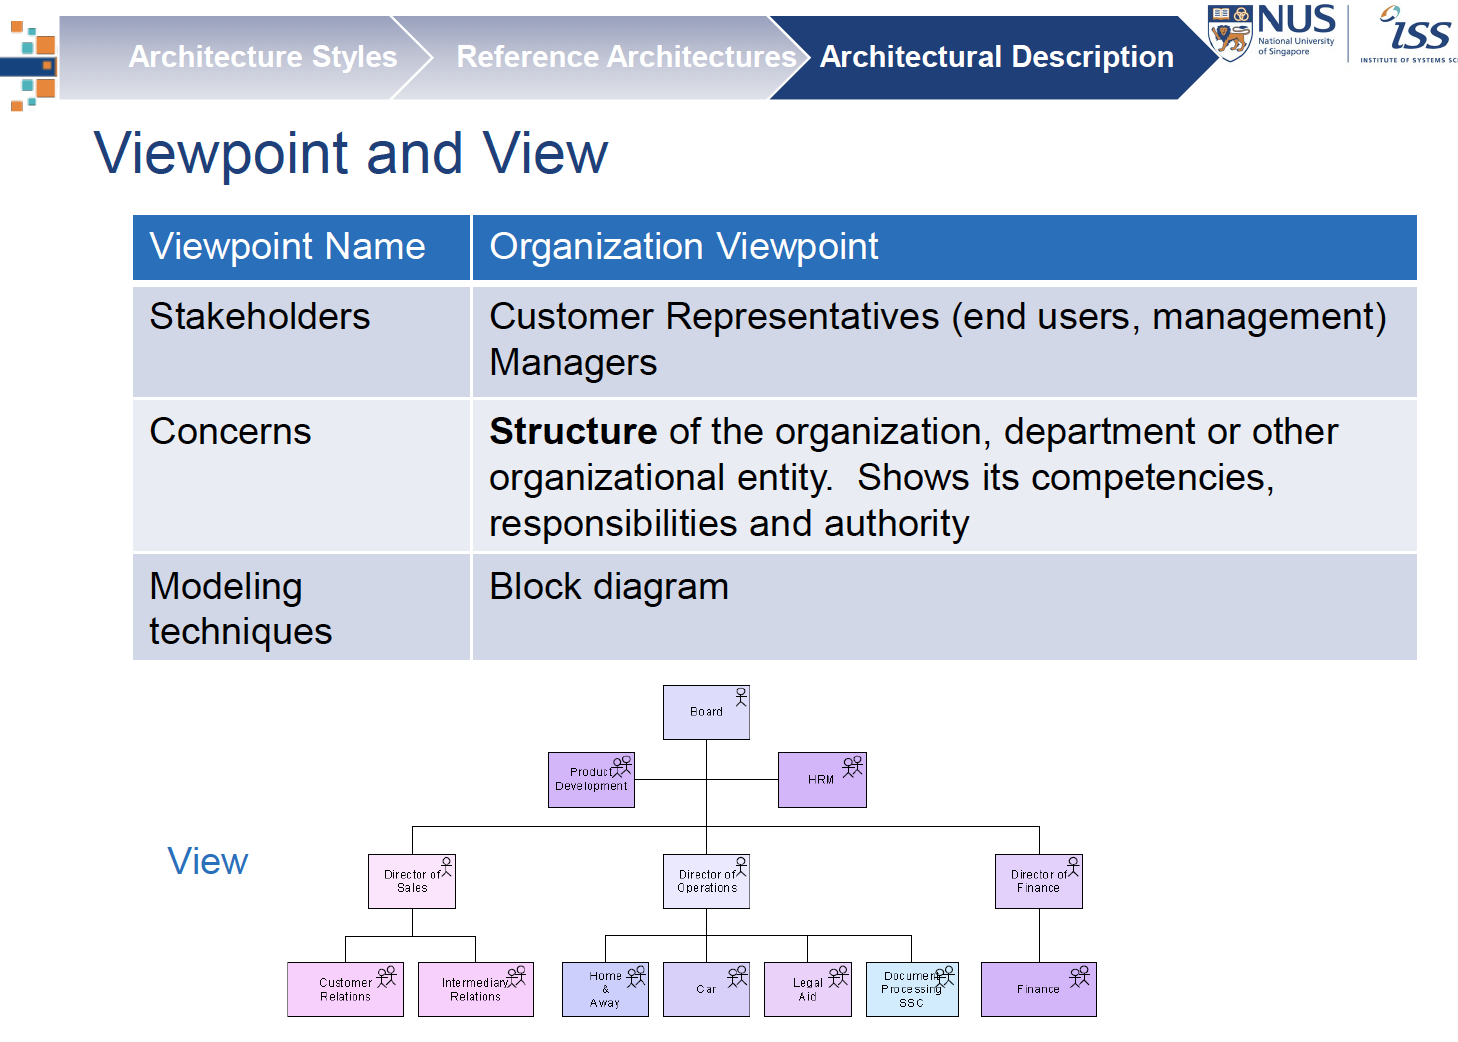 Architecture Styles
Reference Architectures
Architectural Description
NUS
National University
of Singapore
iss
INSTITUTE OF SYSTEMS SC
Viewpoint and View
Viewpoint Name
Organization Viewpoint
Stakeholders
Customer Representatives (end users, management)
Managers
Concerns
Structure of the organization, department or other
organizational entity.  Shows its competencies,
responsibilities and authority
Modeling
techniques
Block diagram
View
Board
Product
Development
HRM
Director of
Sales
Director of
Operations
Director of
Finance
Customer
Relations
Intermediary
Relations
Home
&
Away
Car
Legal
Aid
Document
Processing
SSC
Finance